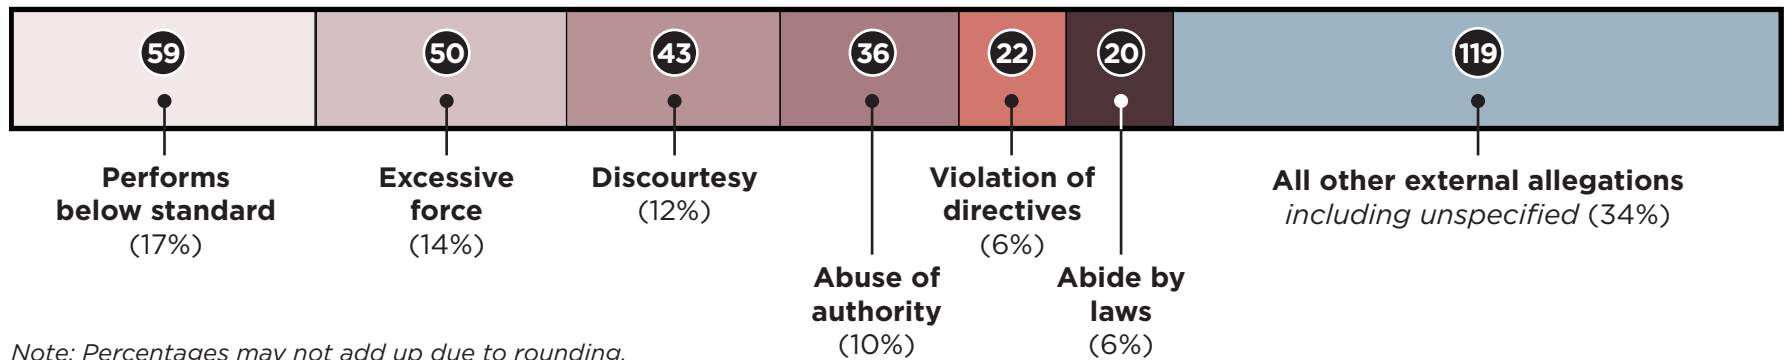 59
50
43
36
22
20
119
Performs
below standard
(17%)
Excessive
force
(14%)
Discourtesy
(12%)
Abuse of
authority
(10%)
Violation of
directives
(6%)
Abide by
laws
(6%)
All other external allegations
including unspecified (34%)
Note: Percentages may not add up due to rounding.